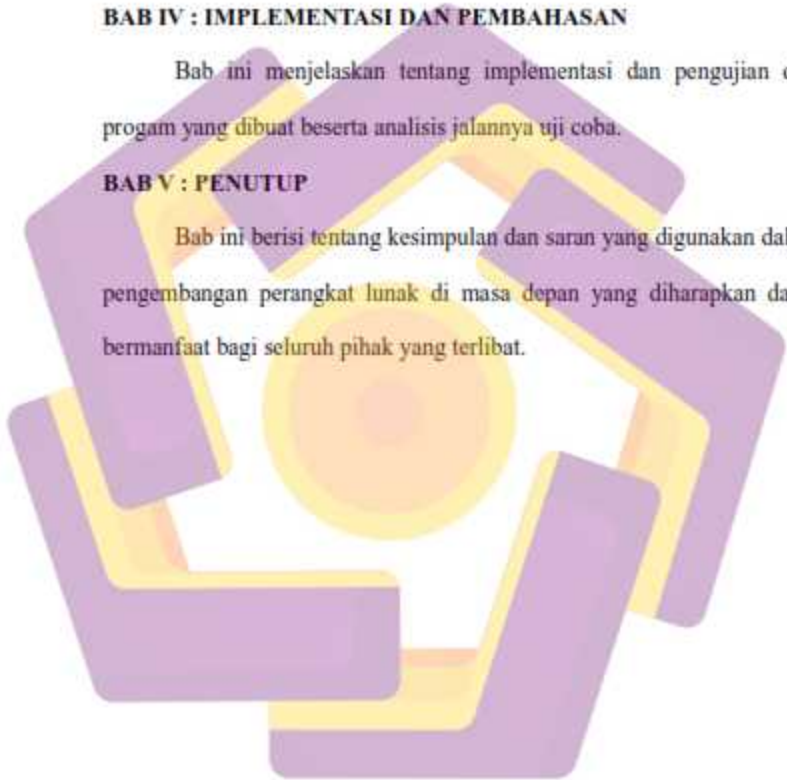 BAB IV : IMPLEMENTASI DAN PEMBAHASAN
Bab ini menjelaskan tentang implementasi dan pengujian
progam yang dibuat beserta analisis jalannya uji coba.
BAB V : PENUTUP
Bab ini berisi tentang kesimpulan dan saran yang digunakan
pengembangan perangkat lunak di masa depan yang diharapkan
bermanfaat bagi seluruh pihak yang terlibat.